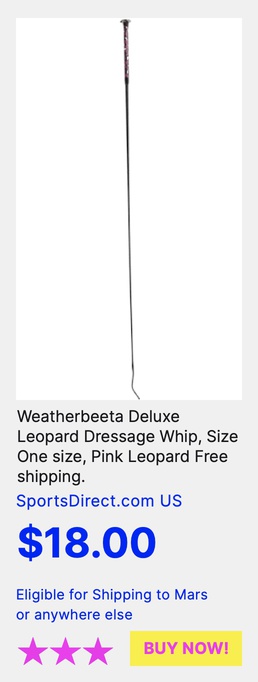 Weatherbeeta Deluxe
Leopard Dressage Whip, Size
One size, Pink Leopard Free
shipping.
SportsDirect.com US
$18.00
Eligible for Shipping to Mars
or anywhere else
BUY NOW!